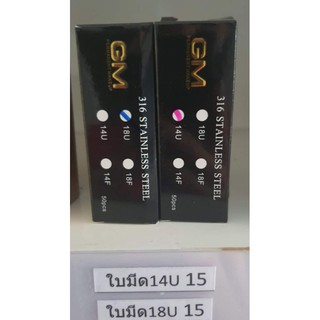 GM
316 STAINLESS STEEL
14U
18U
14F
18F
50pcs
GM
316 STAINLESS STEEL
14U
18U
14F
18F
50pcs
ใบมีด14U 15
ใบมีด18U 15